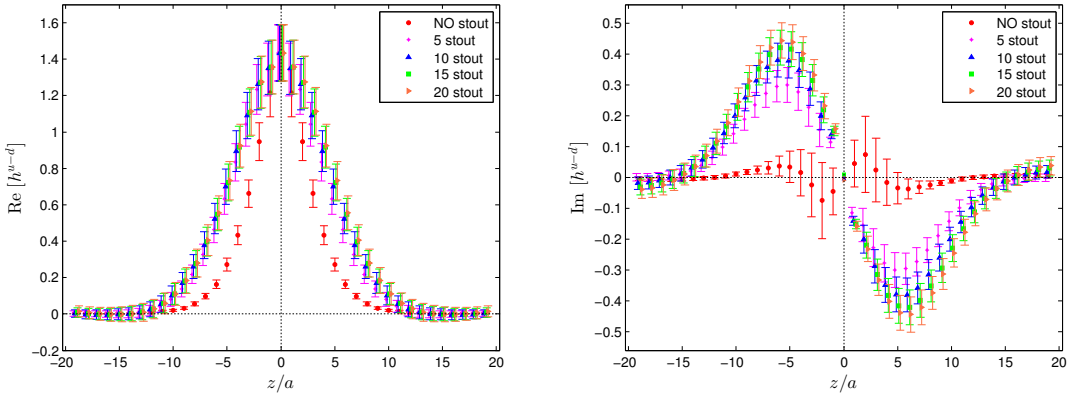 1.6
1.4
1.2
1
0.8
0.6
0.4
0.2
0
−0.2
Re [h^{u−d}]
NO stout
5 stout
10 stout
15 stout
20 stout
−20 −15 −10 −5 0 5 10 15 20
z/a
0.5
0.4
0.3
0.2
0.1
0
−0.1
−0.2
−0.3
−0.4
−0.5
Im [h^{u−d}]
NO stout
5 stout
10 stout
15 stout
20 stout
−20 −15 −10 −5 0 5 10 15 20
z/a